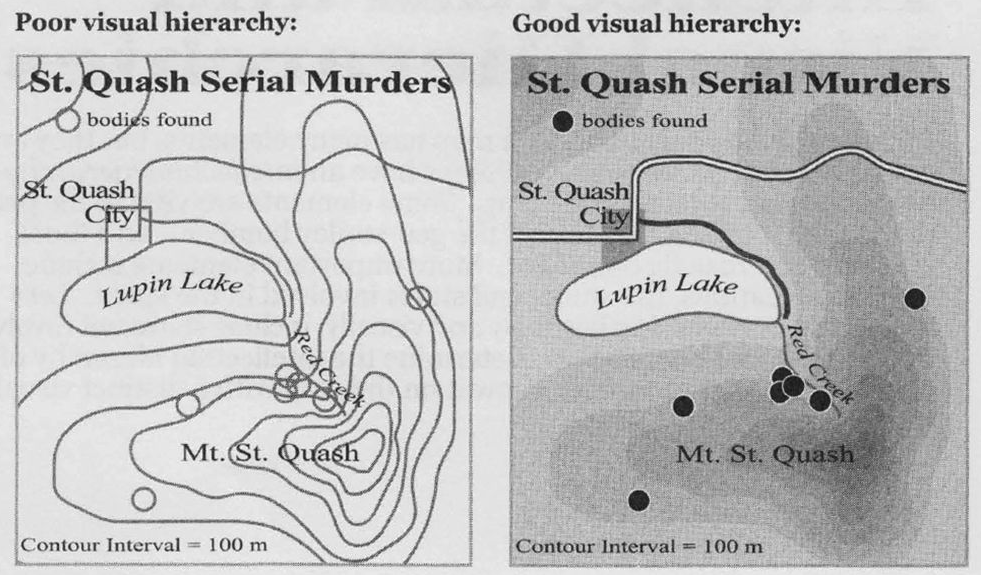 Poor visual hierarchy:
St. Quash Serial Murders
bodies found
St. Quash
City
Lupin Lake
Red Creek
Mt. St. Quash
Contour Interval = 100 m
Good visual hierarchy:
St. Quash Serial Murders
bodies found
St. Quash
City
Lupin Lake
Red Creek
Mt. St. Quash
Contour Interval = 100 m